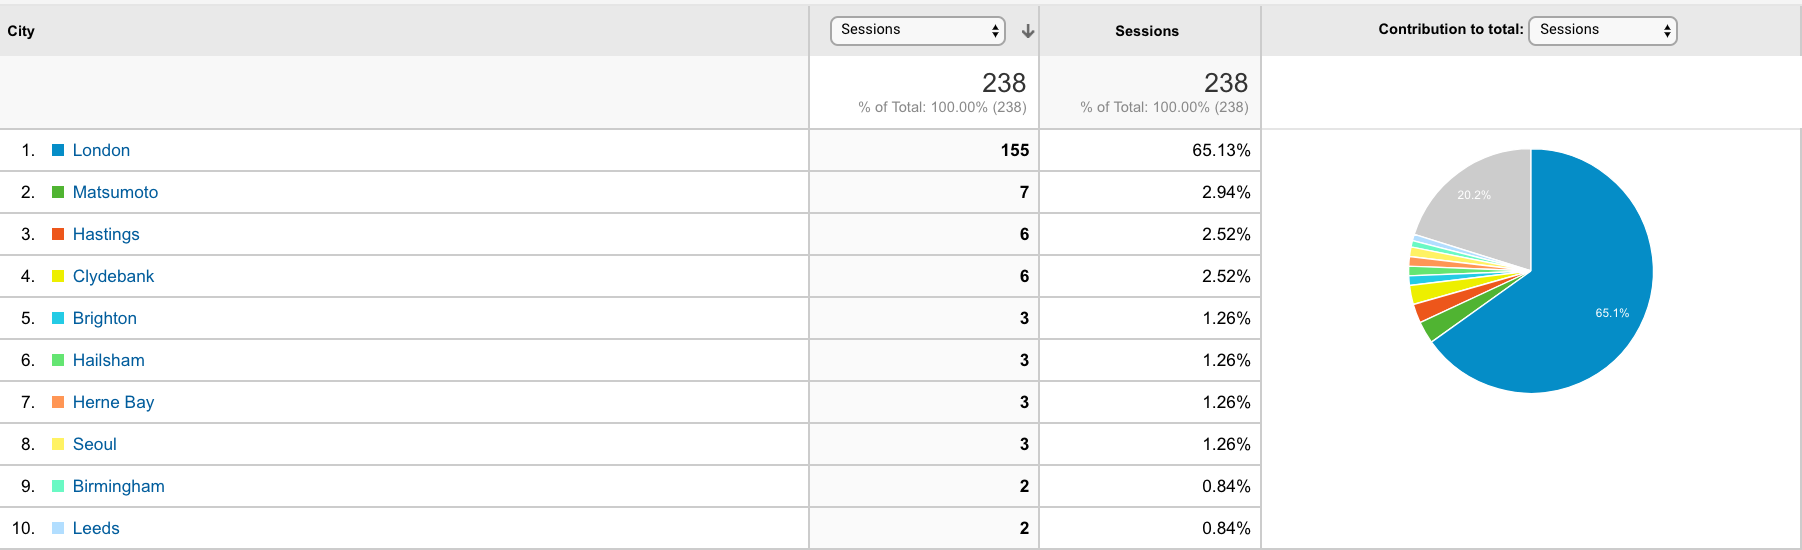 City Sessions Sessions Contribution to total: Sessions
238 238
% of Total: 100.00% (238) % of Total: 100.00% (238)
1. London 155 65.13%
2. Matsumoto 7 2.94%
3. Hastings 6 2.52%
4. Clydebank 6 2.52%
5. Brighton 3 1.26%
6. Hailsham 3 1.26%
7. Herne Bay 3 1.26%
8. Seoul 3 1.26%
9. Birmingham 2 0.84%
10. Leeds 2 0.84%
20.2%
65.1%